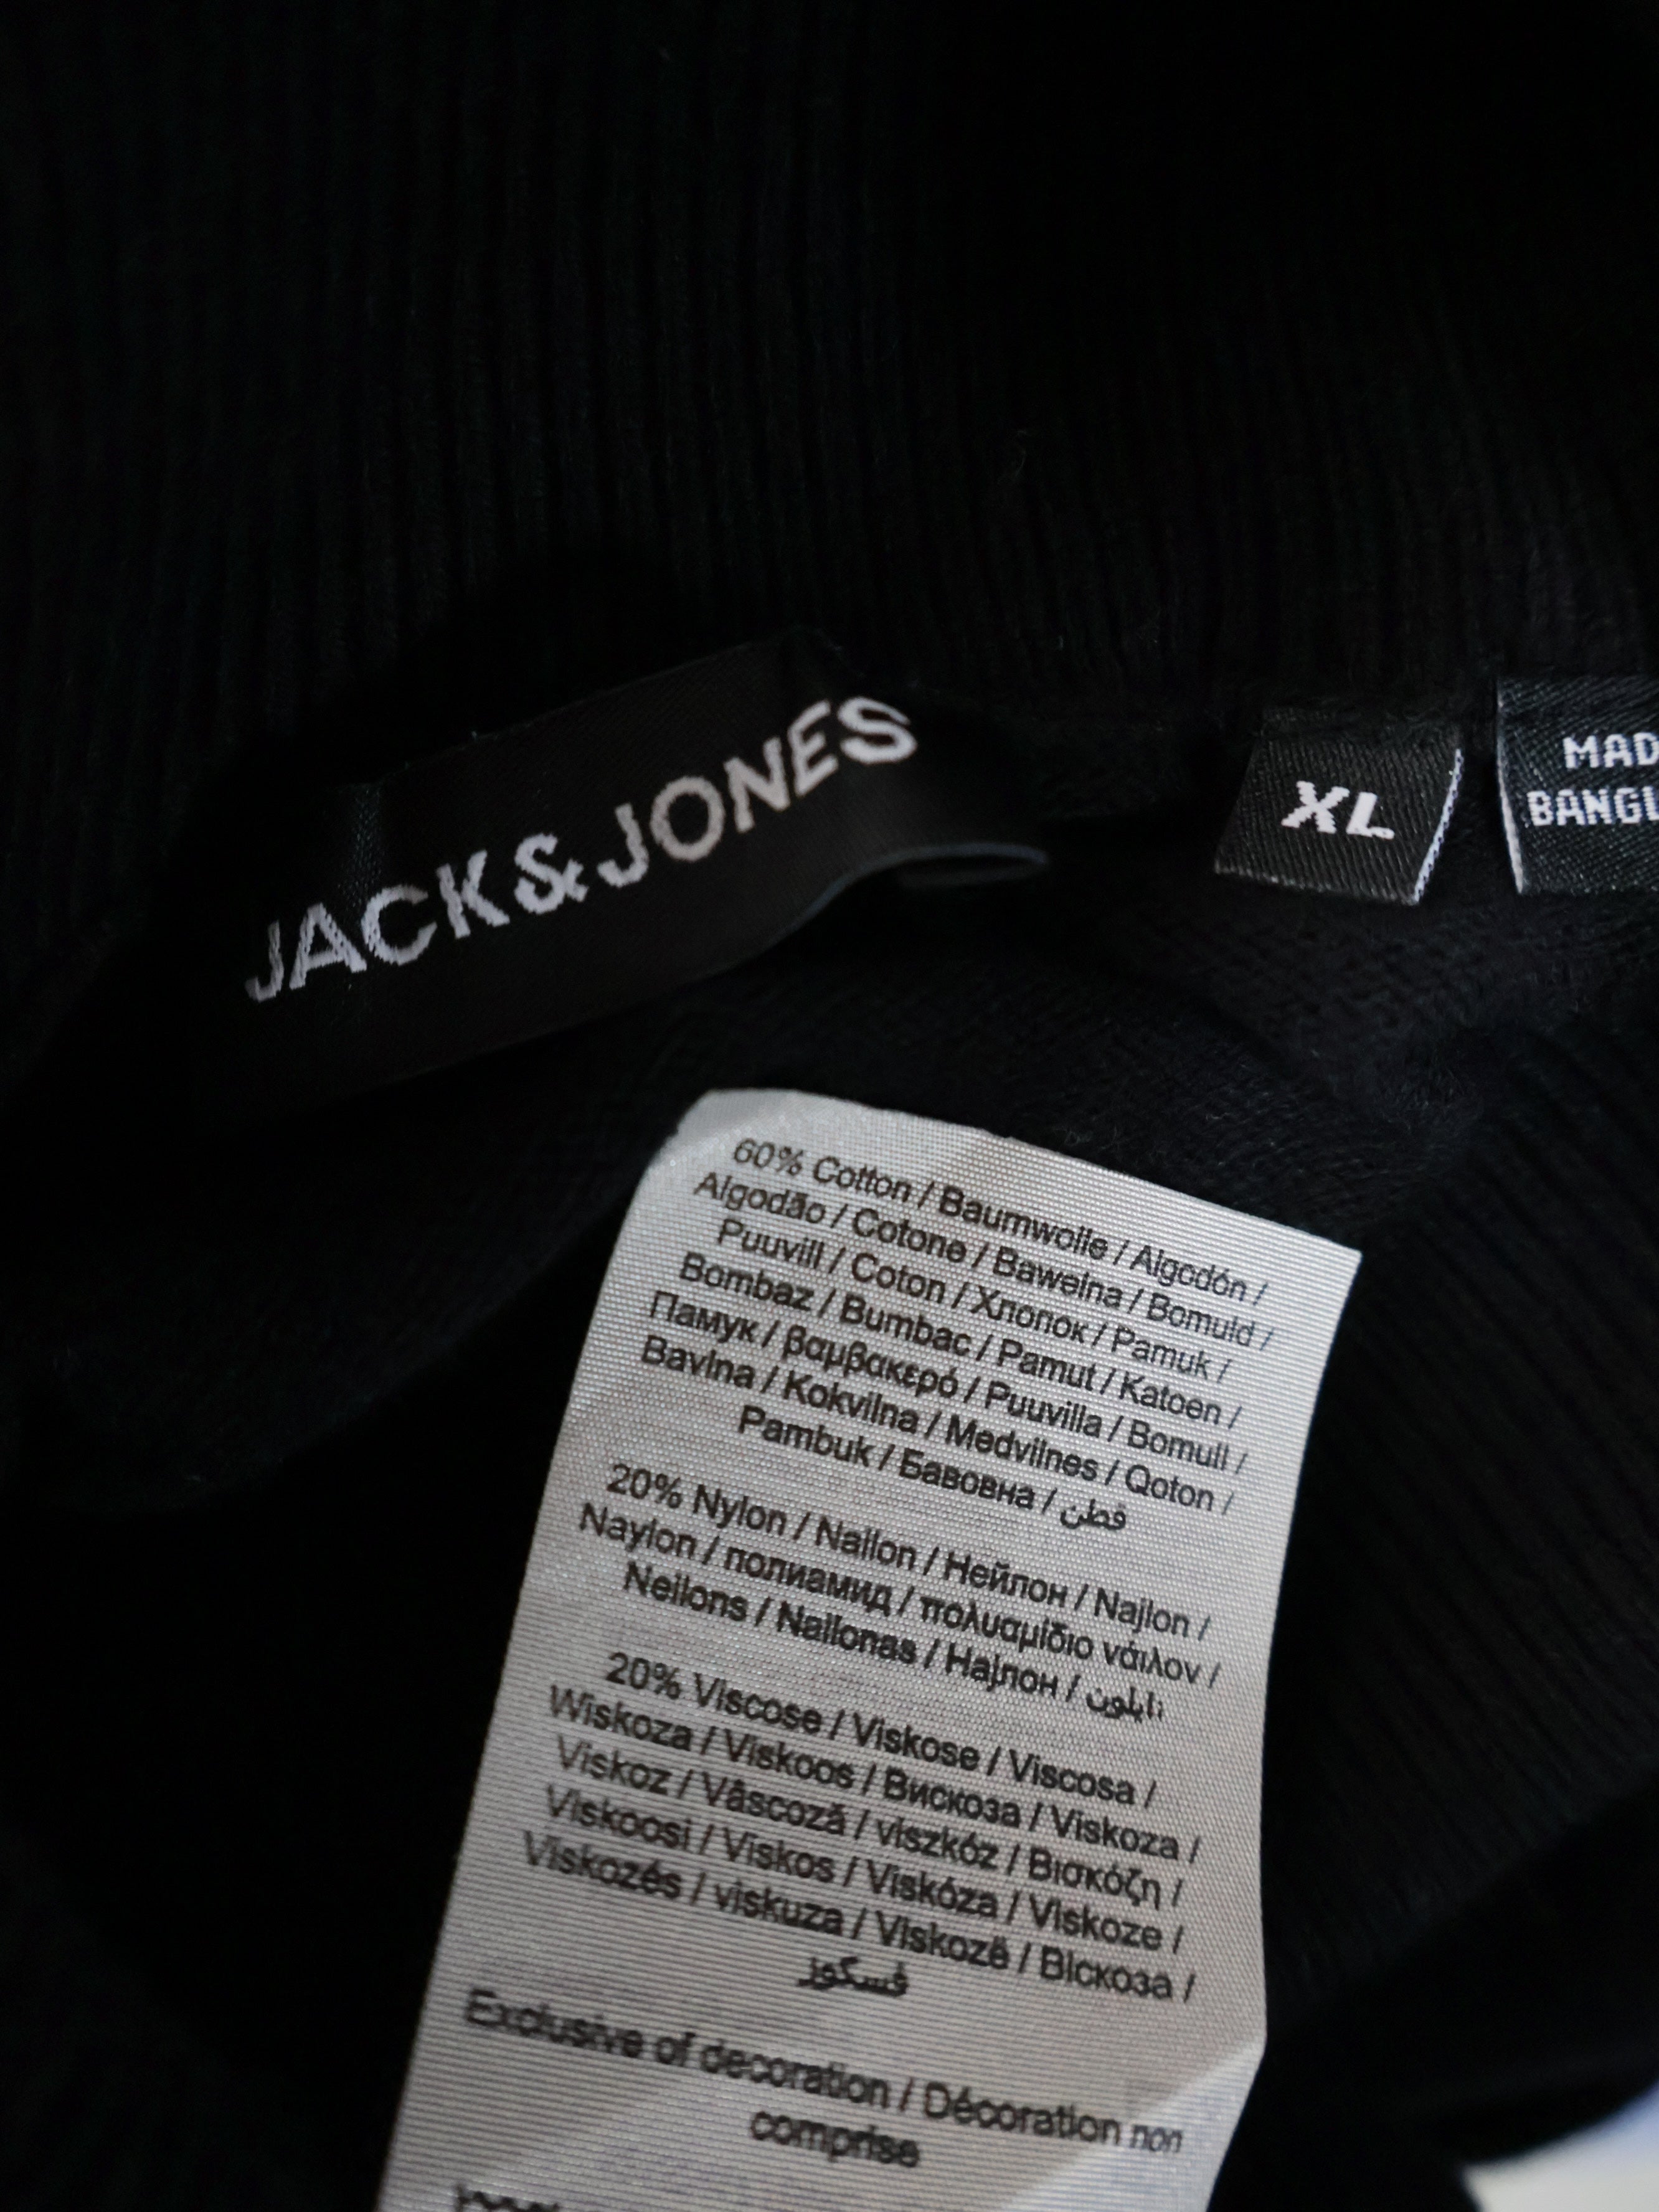 JACK&JONES
XL
MAD
BANGL
60% Cotton / Baumwolle / Algodón /
Algodão / Cotone / Bawełna / Bomuld /
Puuvill / Coton / Хлопок / Pamuk /
Bombaž / Bumbac / Pamut / Katoen /
Памук / βαμβακερό / Puuvilla / Bomull /
Bavlna / Kokvilna / Medvilnės / Qoton /
Pambuk / Бавовна / قطن
20% Nylon / Nailon / Нейлон / Najlon /
Naylon / полиамид / πολυαμίδιο νάιλον /
Neilons / Nailonas / Најлон / نايلون
20% Viscose / Viskose / Viscosa /
Wiskoza / Viskoos / Вискоза / Viskoza /
Viskoz / Vâscoză / viszkóz / Βισκόζη /
Viskoosi / Viskos / Viskóza / Viskoze /
Viskozės / viskuza / Viskozë / Віскоза /
فسكوز
Exclusive of decoration / Décoration non
comprise